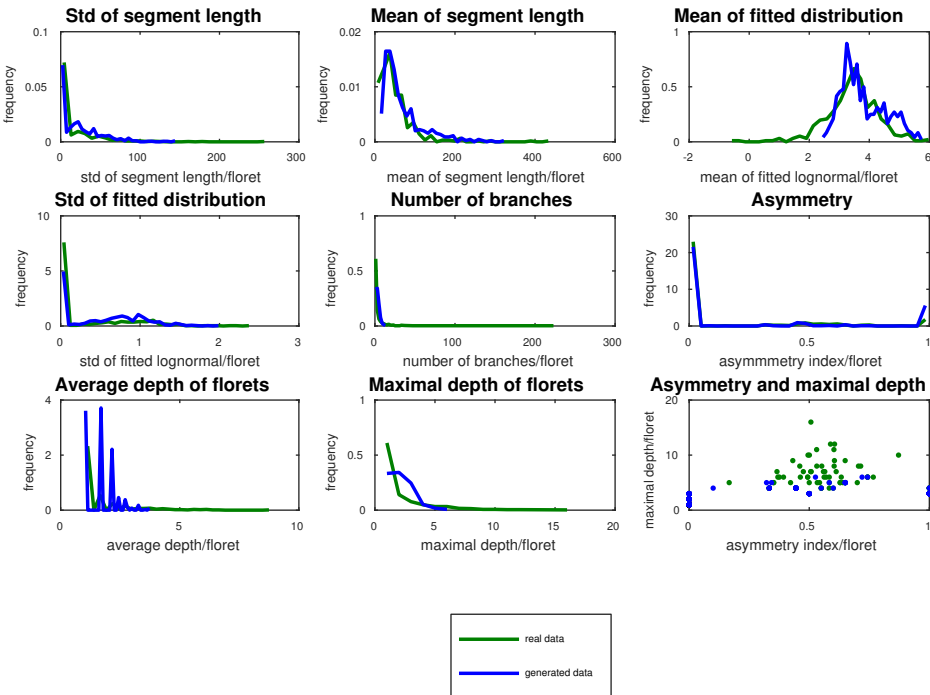 Std of segment length
Mean of segment length
Mean of fitted distribution
0.1
0.05
0
frequency
0 100 200 300
std of segment length/floret
0.02
0.01
0
frequency
0 200 400 600
mean of segment length/floret
1
0.5
0
frequency
-2 0 2 4 6
mean of fitted lognormal/floret
Std of fitted distribution
Number of branches
Asymmetry
10
5
0
frequency
0 1 2 3
std of fitted lognormal/floret
1
0.5
0
frequency
0 100 200 300
number of branches/floret
30
20
10
0
frequency
0 0.5 1
asymmmetry index/floret
Average depth of florets
Maximal depth of florets
Asymmetry and maximal depth
4
2
0
frequency
0 5 10
average depth/floret
1
0.5
0
frequency
0 5 10 15 20
maximal depth/floret
20
10
0
maximal depth/floret
0 0.5 1
asymmetry index/floret
real data
generated data